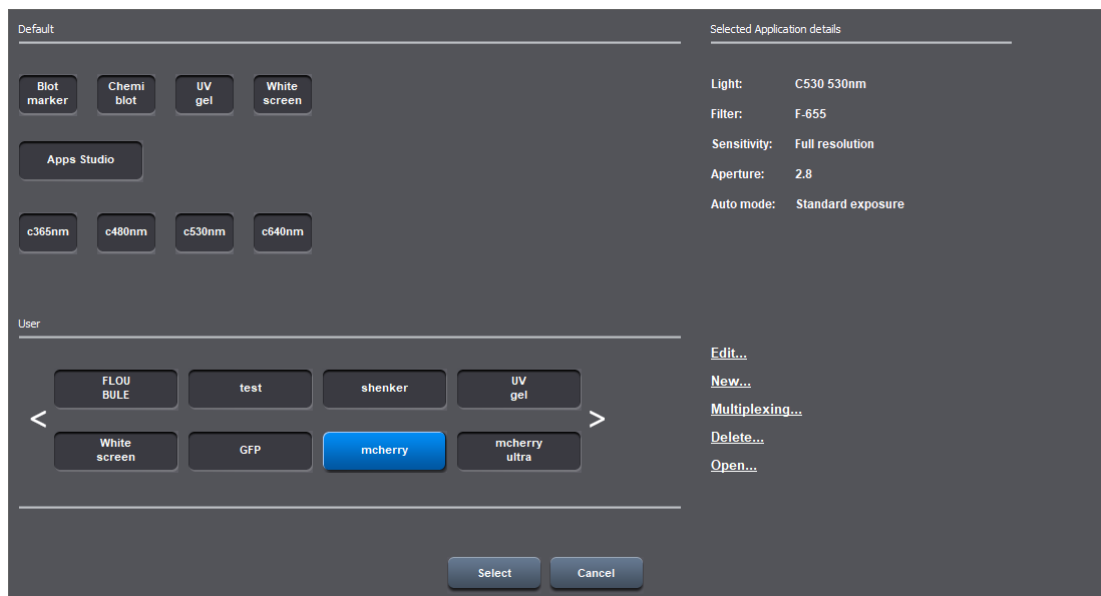 Default
Selected Application details
Blot
marker
Chemi
blot
UV
gel
White
screen
Apps Studio
c365nm
c480nm
c530nm
c640nm
Light: C530 530nm
Filter: F-655
Sensitivity: Full resolution
Aperture: 2.8
Auto mode: Standard exposure
User
<
FLOU
BULE
test
shenker
UV
gel
White
screen
GFP
mcherry
mcherry
ultra
>
Edit...
New...
Multiplexing...
Delete...
Open...
Select
Cancel